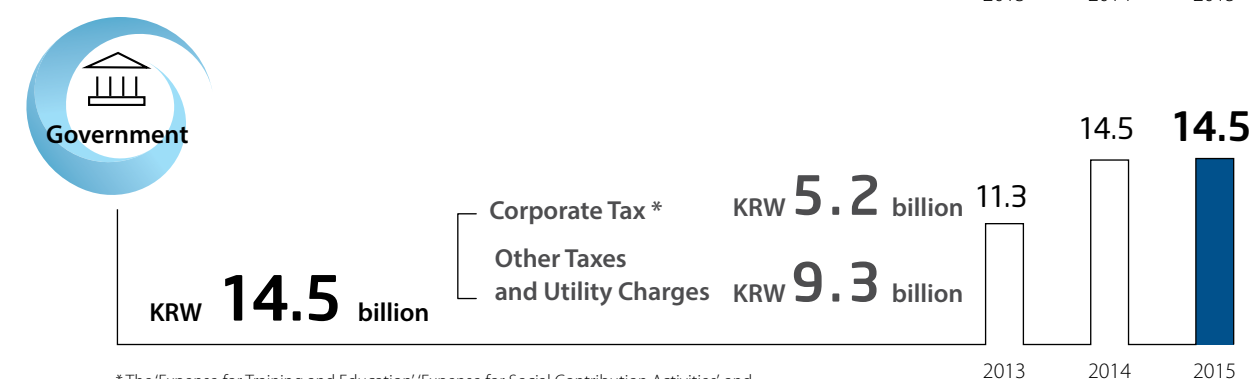 Government
KRW 14.5 billion
Corporate Tax *
KRW 5.2 billion
Other Taxes
and Utility Charges
KRW 9.3 billion
11.3
14.5
14.5
2013
2014
2015